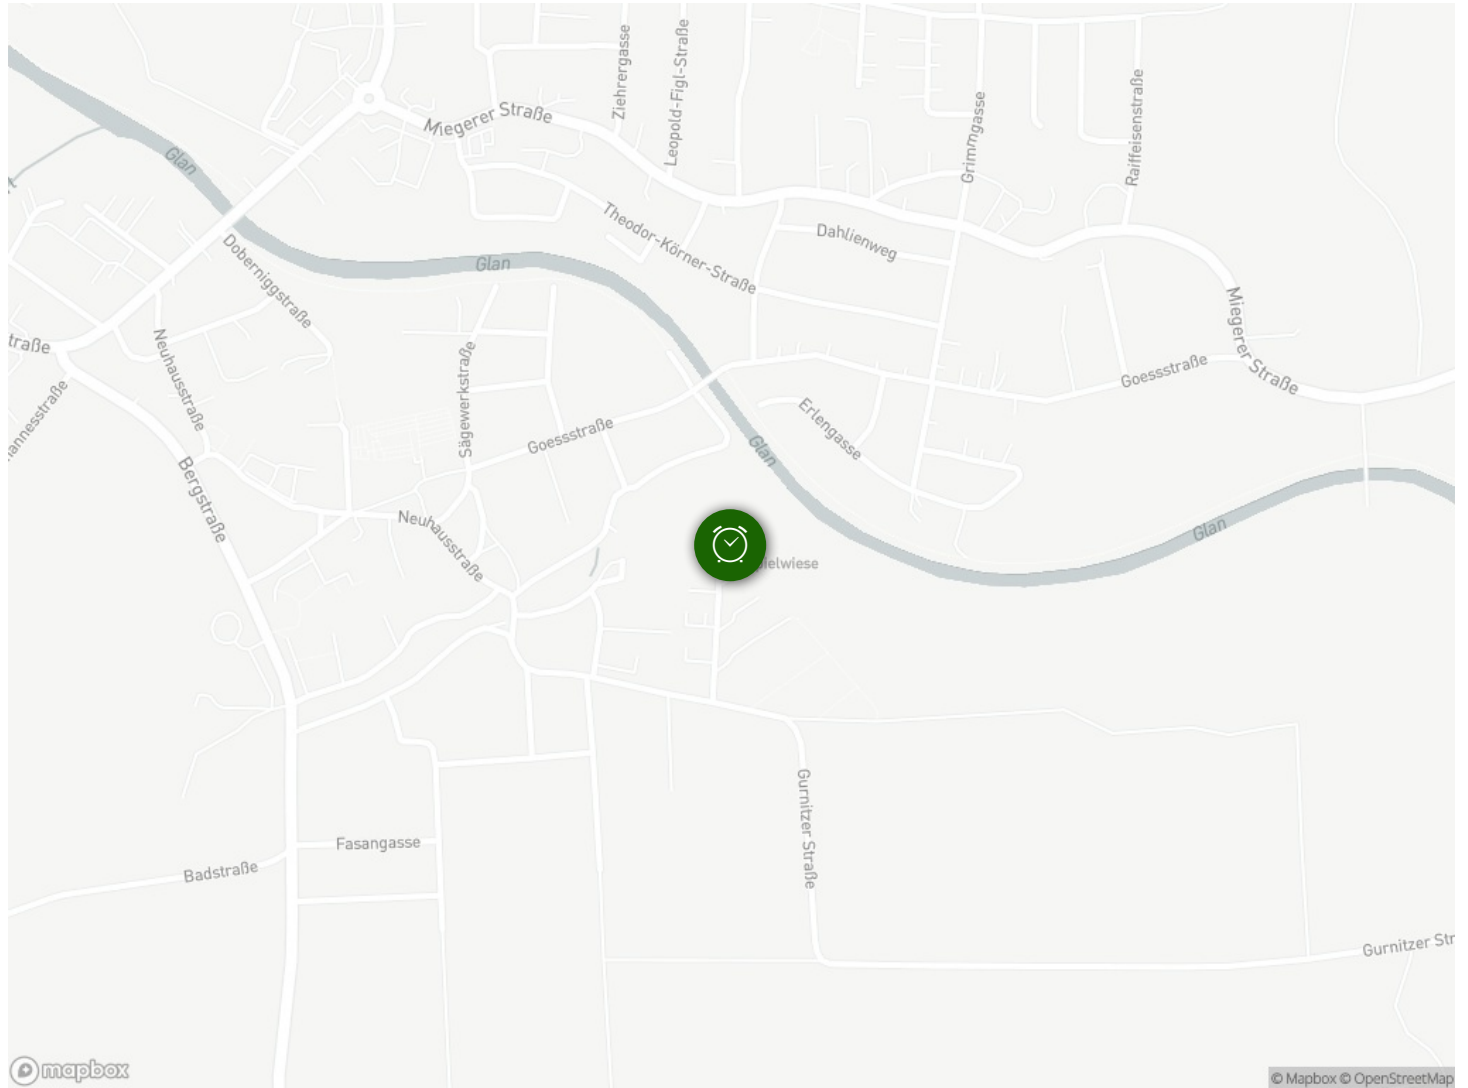 Ziehrergasse
Leopold-Figl-Straße
Miegerer Straße
Grimmgasse
Raiffeisenstraße
Glan
Theodor-Körner-Straße
Dahlienweg
Doberniggstraße
Glan
traße
Neuhausstraße
Miegerer Straße
Goessstraße
Sägewerkstraße
Erlengasse
Goessstraße
Glan
Bergstraße
Neuhausstraße
Glan
Gurnitzer Straße
Fasangasse
Badstraße
Gurnitzer Str
mapbox
© Mapbox © OpenStreetMap